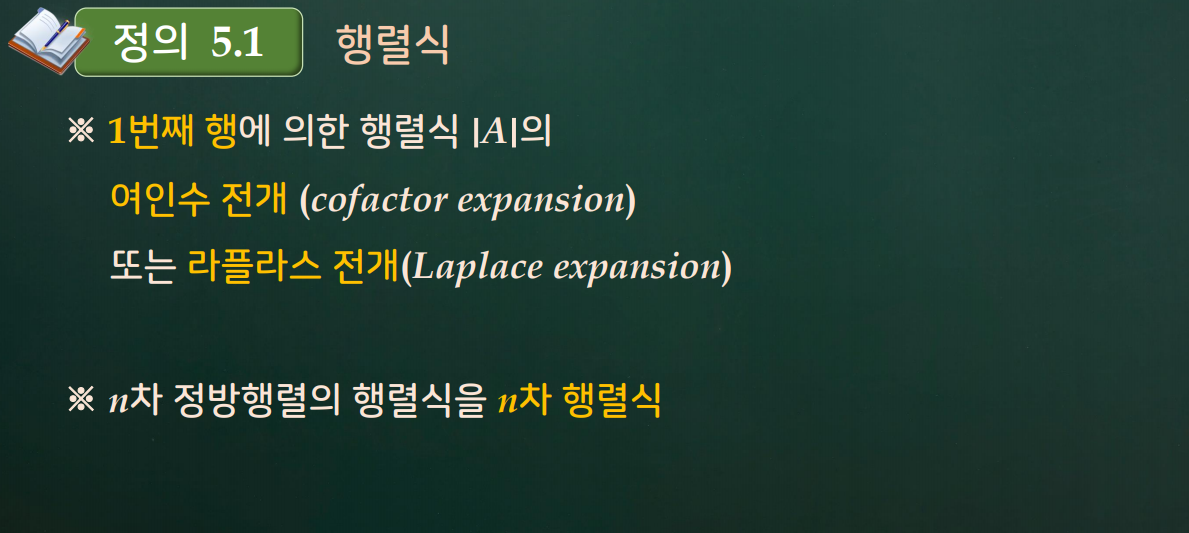 정의 5.1 행렬식
※ 1번째 행에 의한 행렬식 |A|의
여인수 전개 (cofactor expansion)
또는 라플라스 전개(Laplace expansion)
※ n차 정방행렬의 행렬식을 n차 행렬식